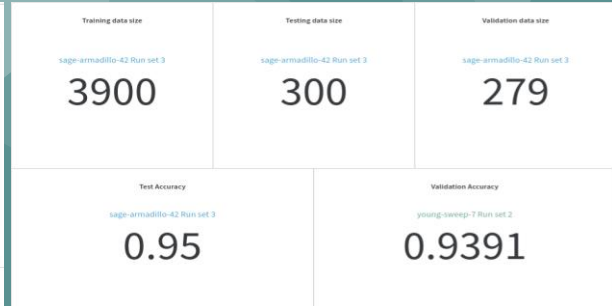 Training data size
Testing data size
Validation data size
sage-armadillo-42 Run set 3
sage-armadillo-42 Run set 3
sage-armadillo-42 Run set 3
3900
300
279
Test Accuracy
Validation Accuracy
sage-armadillo-42 Run set 3
young-sweep-7 Run set 2
0.95
0.9391